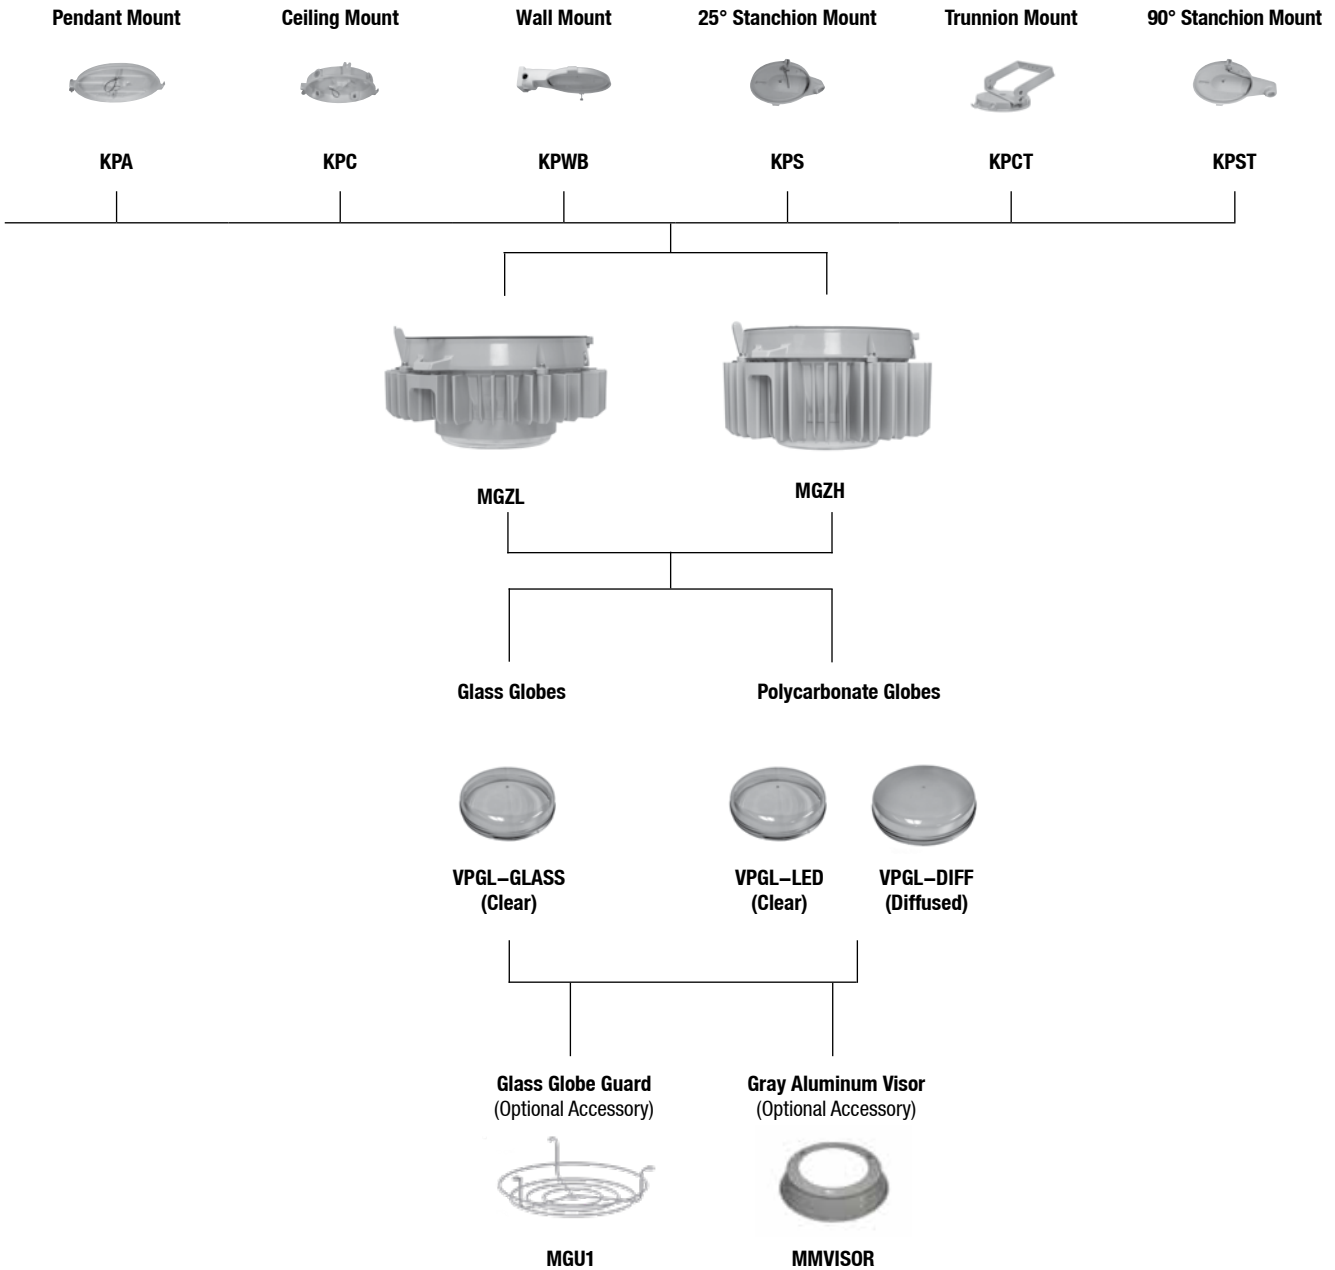 Pendant Mount
Ceiling Mount
Wall Mount
25° Stanchion Mount
Trunnion Mount
90° Stanchion Mount
KPA
KPC
KPWB
KPS
KPCT
KPST
MGZL
MGZH
Glass Globes
Polycarbonate Globes
VPGL–GLASS
(Clear)
VPGL–LED
(Clear)
VPGL–DIFF
(Diffused)
Glass Globe Guard
(Optional Accessory)
Gray Aluminum Visor
(Optional Accessory)
MGU1
MMVISOR